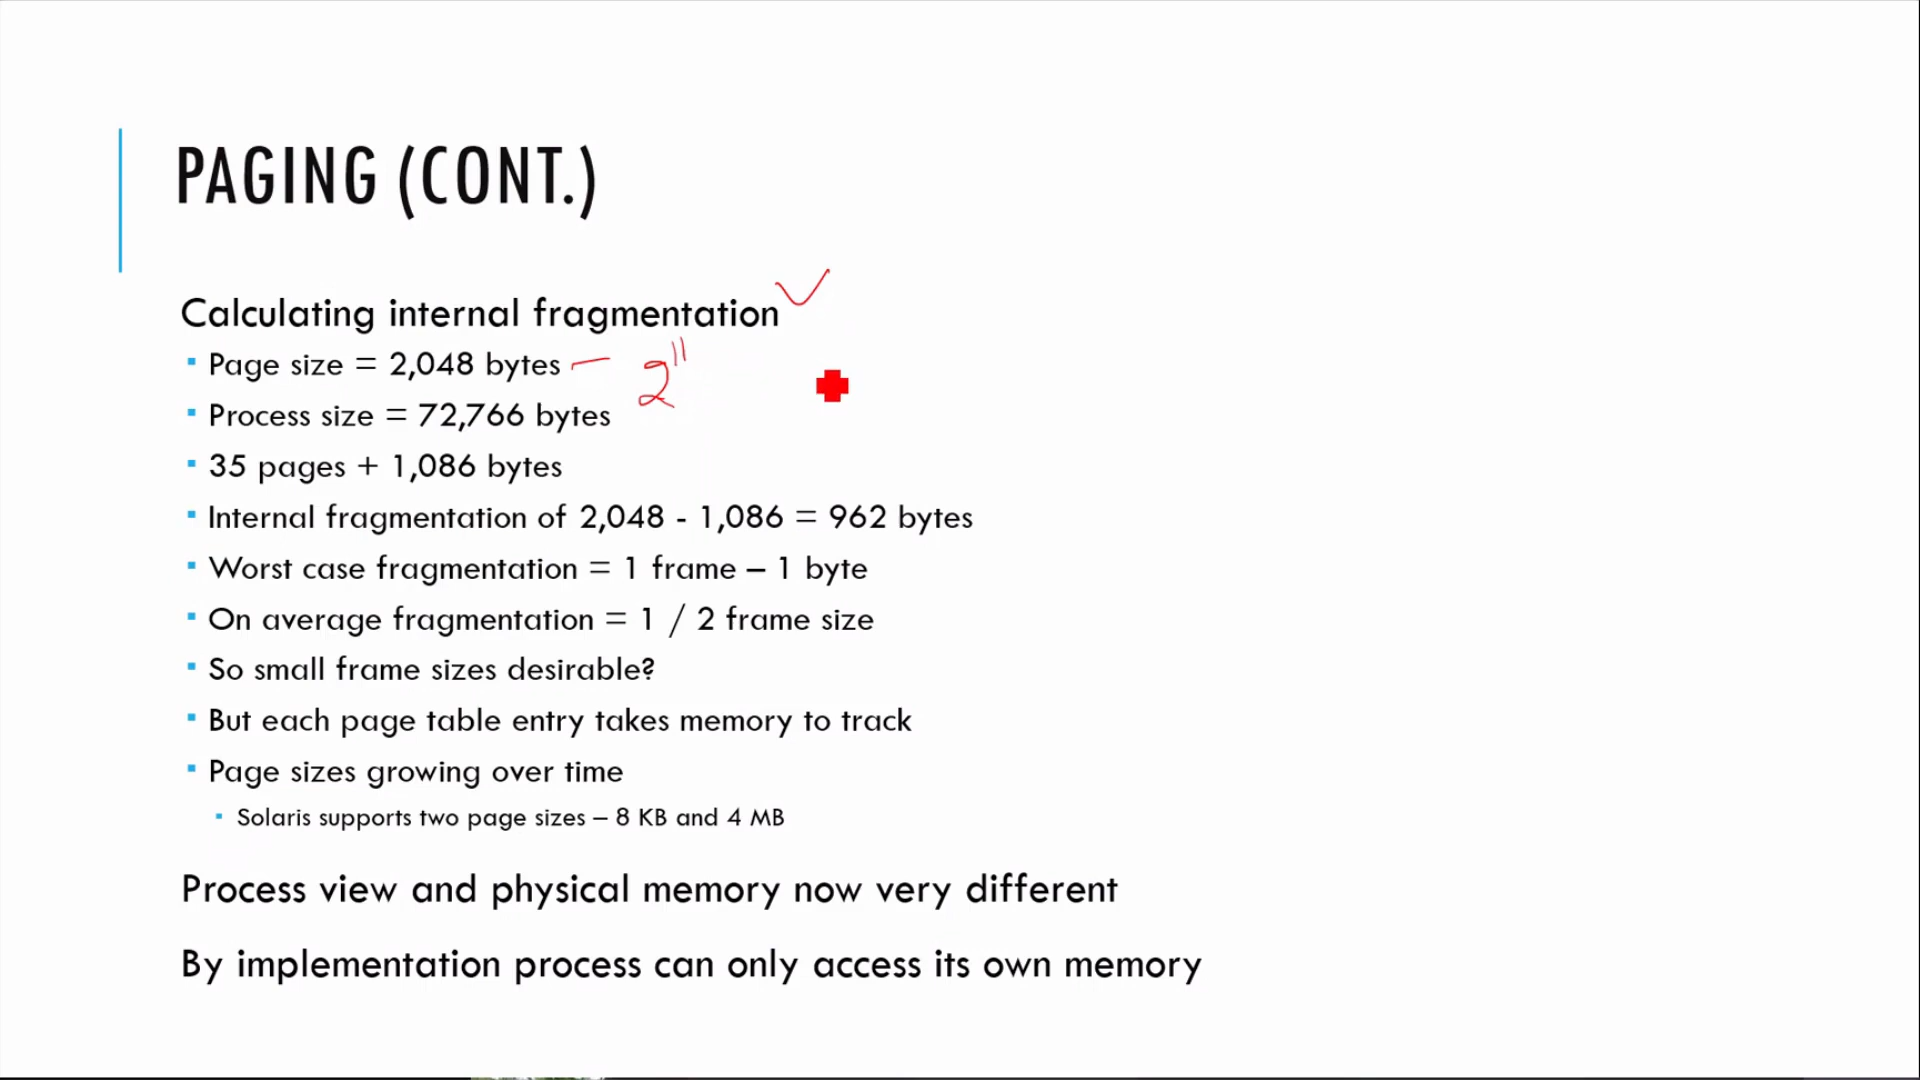 PAGING (CONT.)
Calculating internal fragmentation
Page size = 2,048 bytes – 2^11
Process size = 72,766 bytes
35 pages + 1,086 bytes
Internal fragmentation of 2,048 - 1,086 = 962 bytes
Worst case fragmentation = 1 frame – 1 byte
On average fragmentation = 1 / 2 frame size
So small frame sizes desirable?
But each page table entry takes memory to track
Page sizes growing over time
Solaris supports two page sizes – 8 KB and 4 MB
Process view and physical memory now very different
By implementation process can only access its own memory